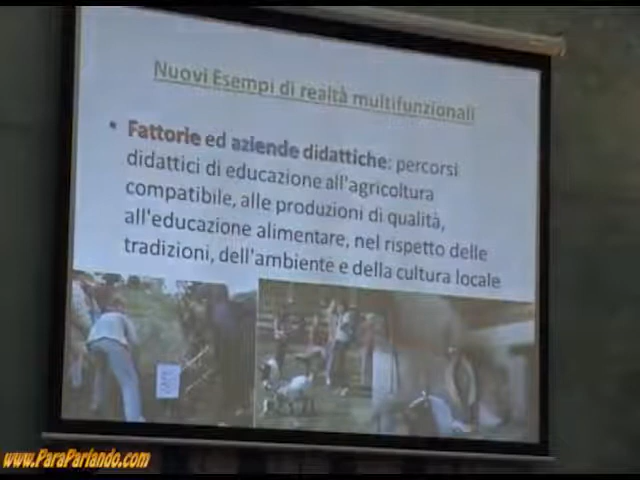 Nuovi Esempi di realtà multifunzionali
• Fattorie ed aziende didattiche: percorsi
didattici di educazione all'agricoltura
compatibile, alle produzioni di qualità,
all'educazione alimentare, nel rispetto delle
tradizioni, dell'ambiente e della cultura locale
www.ParaParlando.com